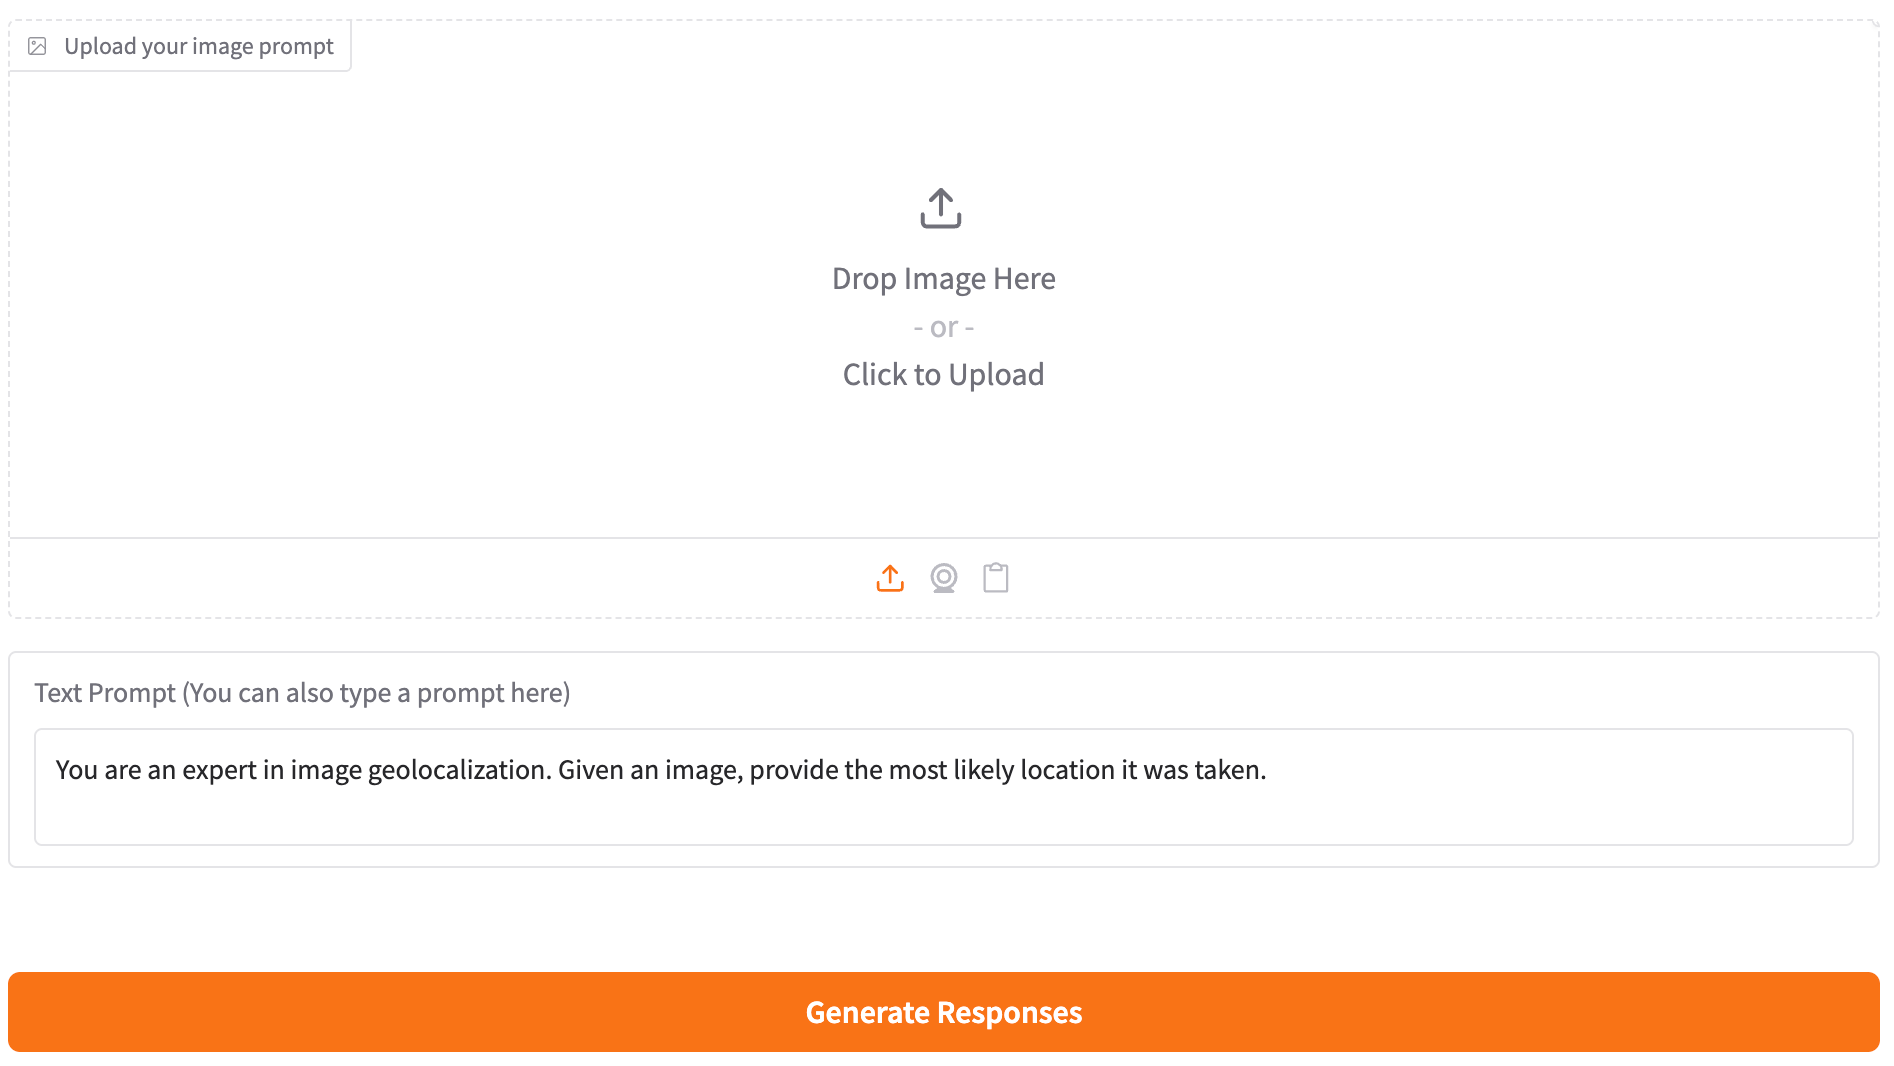 Upload your image prompt
Drop Image Here
- or -
Click to Upload
Text Prompt (You can also type a prompt here)
You are an expert in image geolocalization. Given an image, provide the most likely location it was taken.
Generate Responses